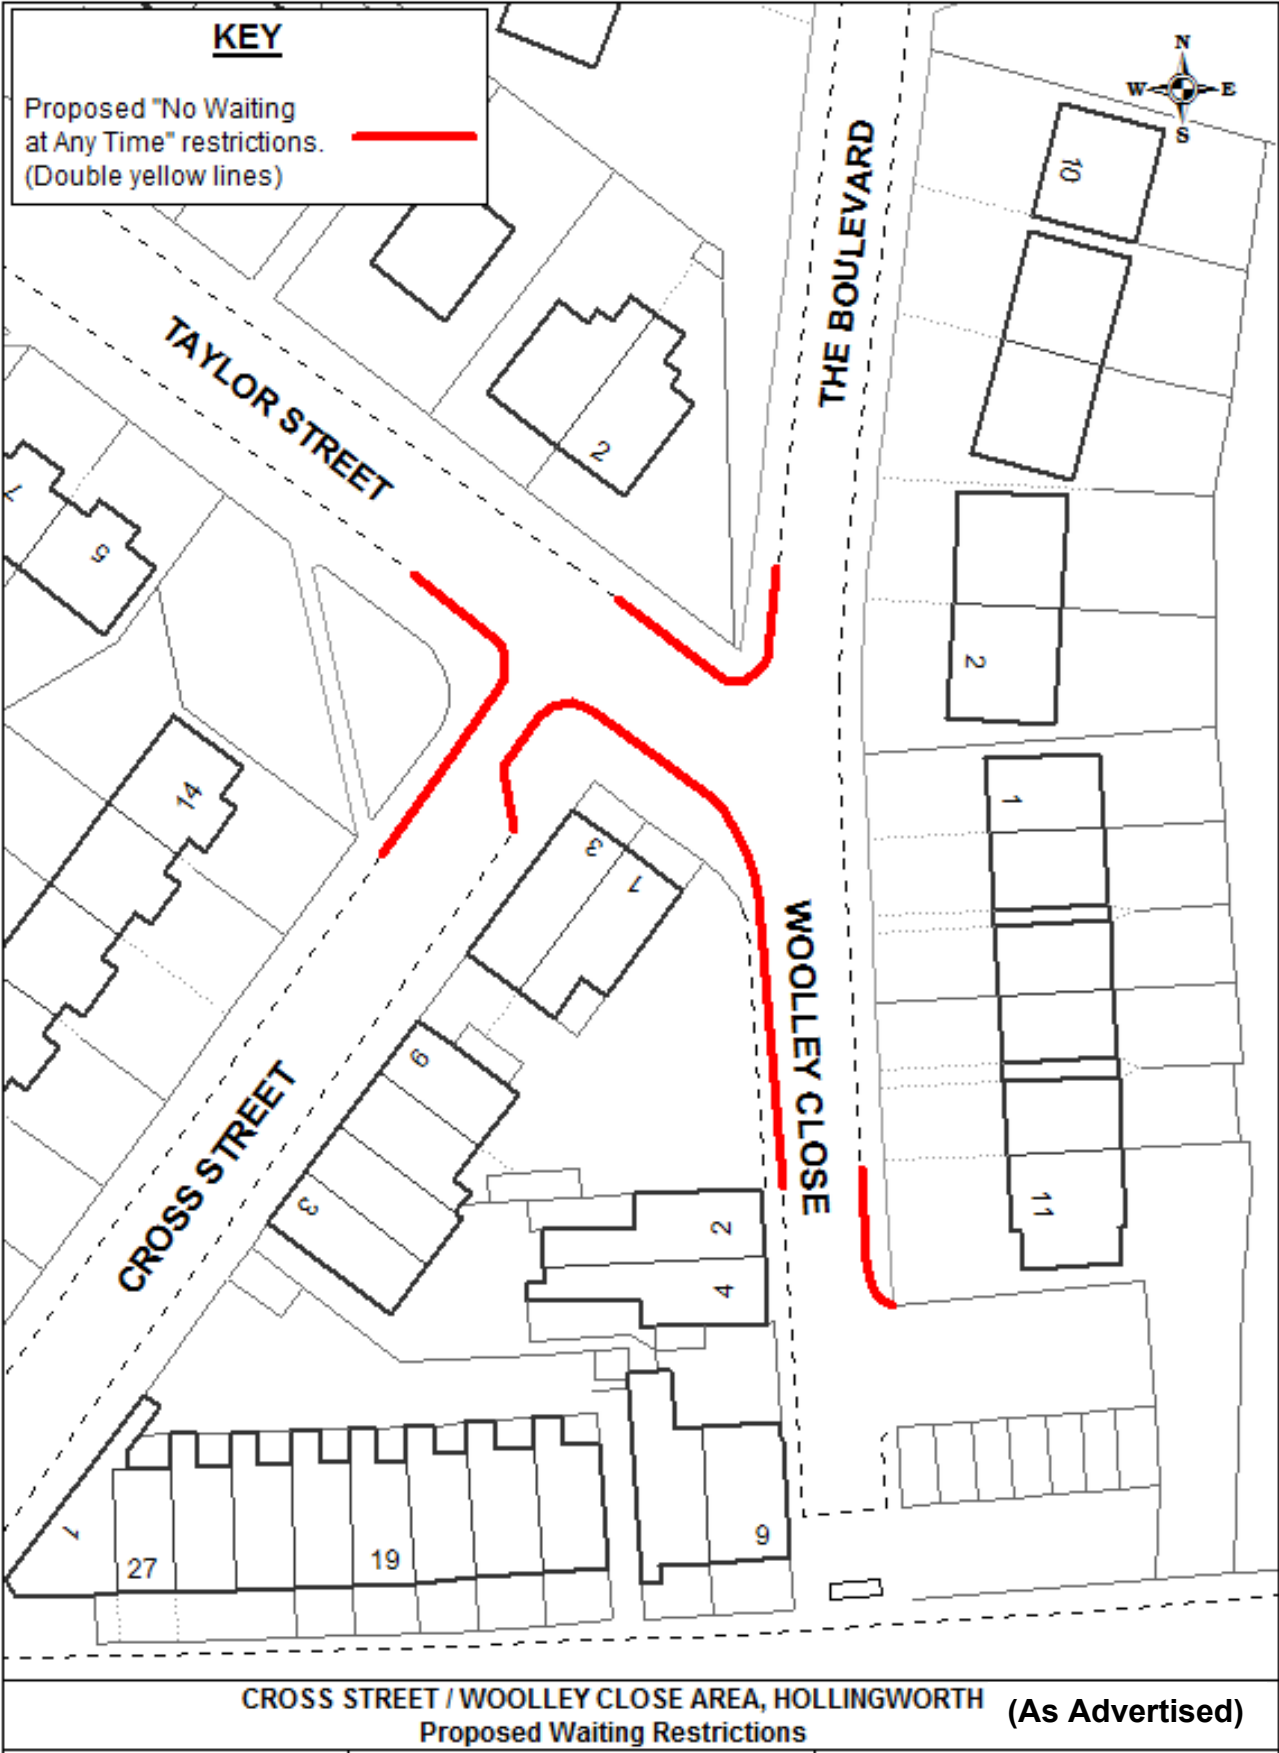 KEY
Proposed "No Waiting
at Any Time" restrictions.
(Double yellow lines)
N
W E
S
10
THE BOULEVARD
TAYLOR STREET
2
7
5
2
14
1
3
1
WOOLLEY CLOSE
9
CROSS STREET
3
2
11
4
1
27
19
9
CROSS STREET / WOOLLEY CLOSE AREA, HOLLINGWORTH
Proposed Waiting Restrictions
(As Advertised)